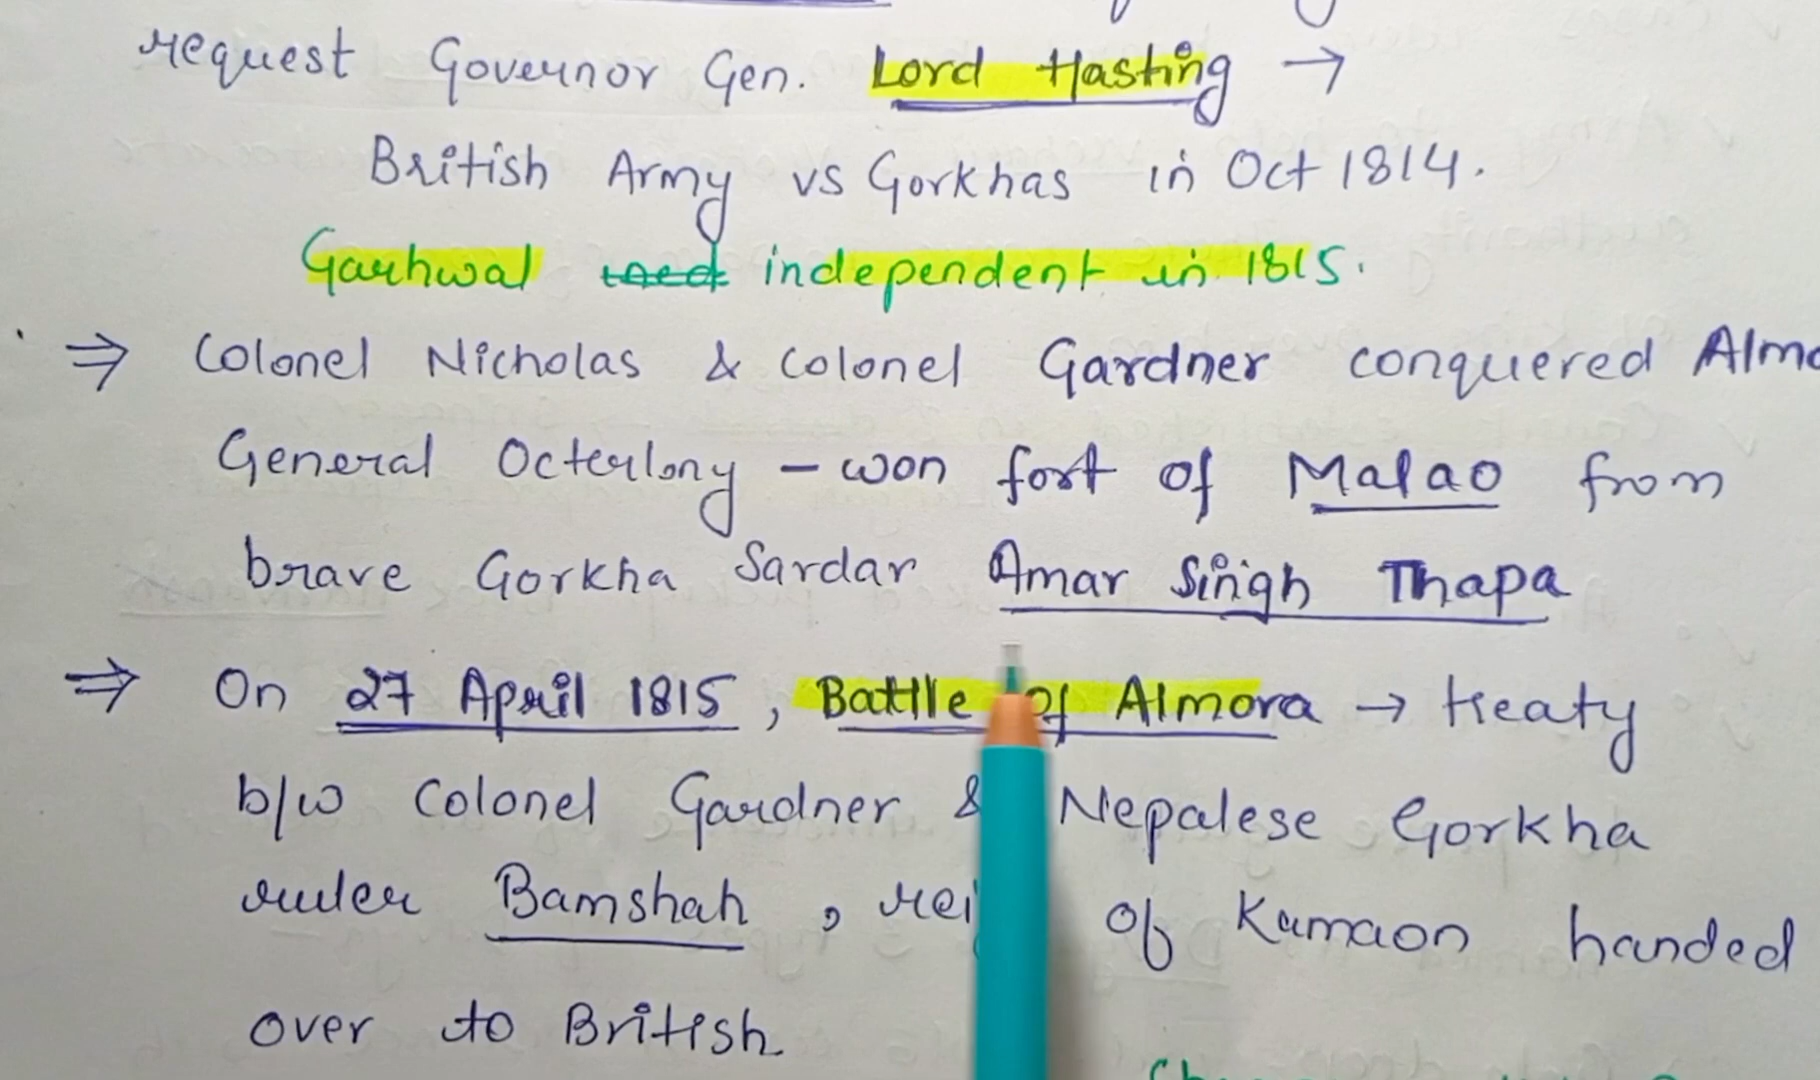 request Governor Gen. Lord Hasting →
British Army vs Gorkhas in Oct 1814.
Garhwal independent in 1815.
⇒ Colonel Nicholas & Colonel Gardner conquered Almo
General Octerlony - won fort of Malao from
brave Gorkha Sardar Amar Singh Thapa
⇒ On 27 April 1815, Battle of Almora → treaty
b/w Colonel Gardner & Nepalese Gorkha
ruler Bamshah, rei of Kumaon handed
over to British